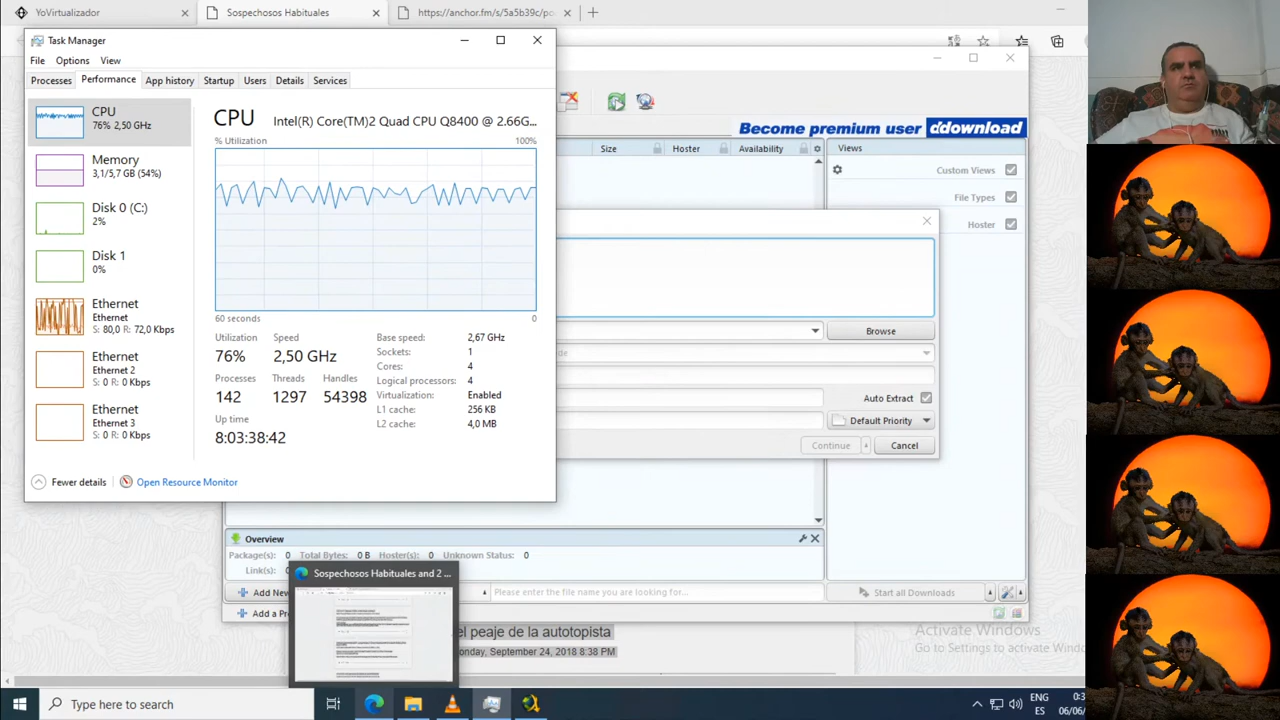 YoVirtualizador
Sospechosos Habituales
https://anchor.fm/s/5a5b39c/po
Task Manager
File Options View
Processes Performance App history Startup Users Details Services
CPU
76% 2,50 GHz
Memory
3,1/5,7 GB (54%)
Disk 0 (C:)
2%
Disk 1
0%
Ethernet
Ethernet
S: 80,0 R: 72,0 Kbps
Ethernet
Ethernet 2
S: 0 R: 0 Kbps
Ethernet
Ethernet 3
S: 0 R: 0 Kbps
CPU Intel(R) Core(TM)2 Quad CPU Q8400 @ 2.66G...
% Utilization 100%
60 seconds 0
Utilization Speed
76% 2,50 GHz
Processes Threads Handles
142 1297 54398
Up time
8:03:38:42
Base speed: 2,67 GHz
Sockets: 1
Cores: 4
Logical processors: 4
Virtualization: Enabled
L1 cache: 256 KB
L2 cache: 4,0 MB
Fewer details Open Resource Monitor
Become premium user ddownload
Size Hoster Availability Views
Custom Views
File Types
Hoster
Browse
Auto Extract
Default Priority
Continue Cancel
Overview
Package(s): 0 Total Bytes: 0 B Hoster(s): 0 Unknown Status: 0
Link(s):
Add New
Please enter the file name you are looking for...
Start all Downloads
Add a Pr
Sospechosos Habituales and 2 ...
el peaje de la autotopista
onday, September 24, 2018 8:38 PM
Activate Windows
Go to Settings to activate Window
Type here to search
ENG
ES
0:3
06/06/